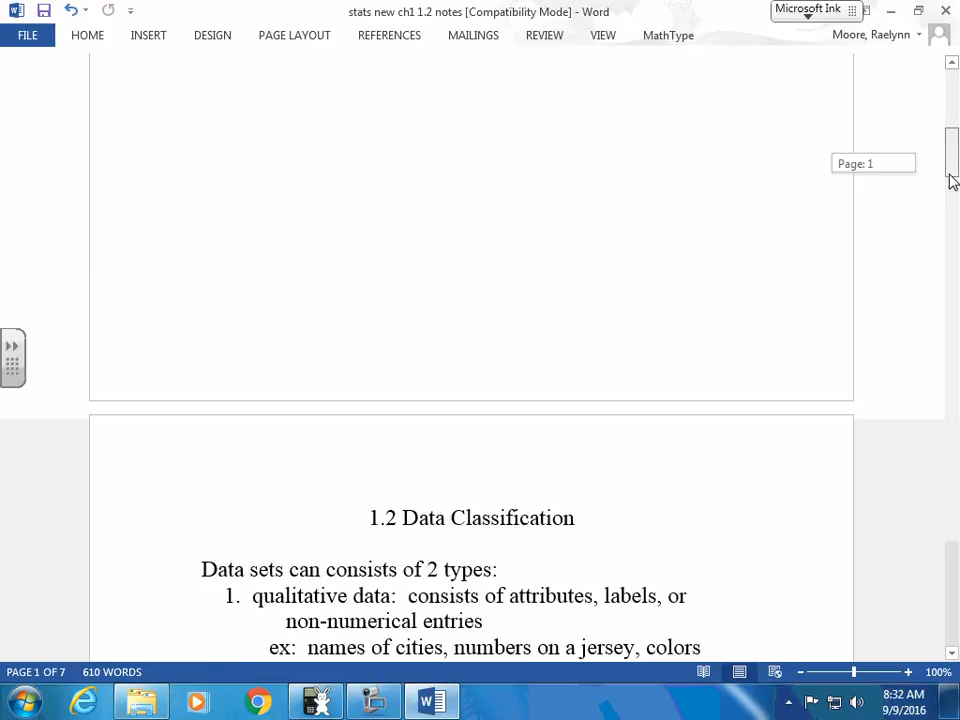 stats new ch1 1.2 notes [Compatibility Mode] - Word
Microsoft Ink
FILE HOME INSERT DESIGN PAGE LAYOUT REFERENCES MAILINGS REVIEW VIEW MathType Moore, Raelynn
Page: 1
1.2 Data Classification
Data sets can consists of 2 types:
1. qualitative data: consists of attributes, labels, or
non-numerical entries
ex: names of cities, numbers on a jersey, colors
PAGE 1 OF 7 610 WORDS 100%
8:32 AM
9/9/2016